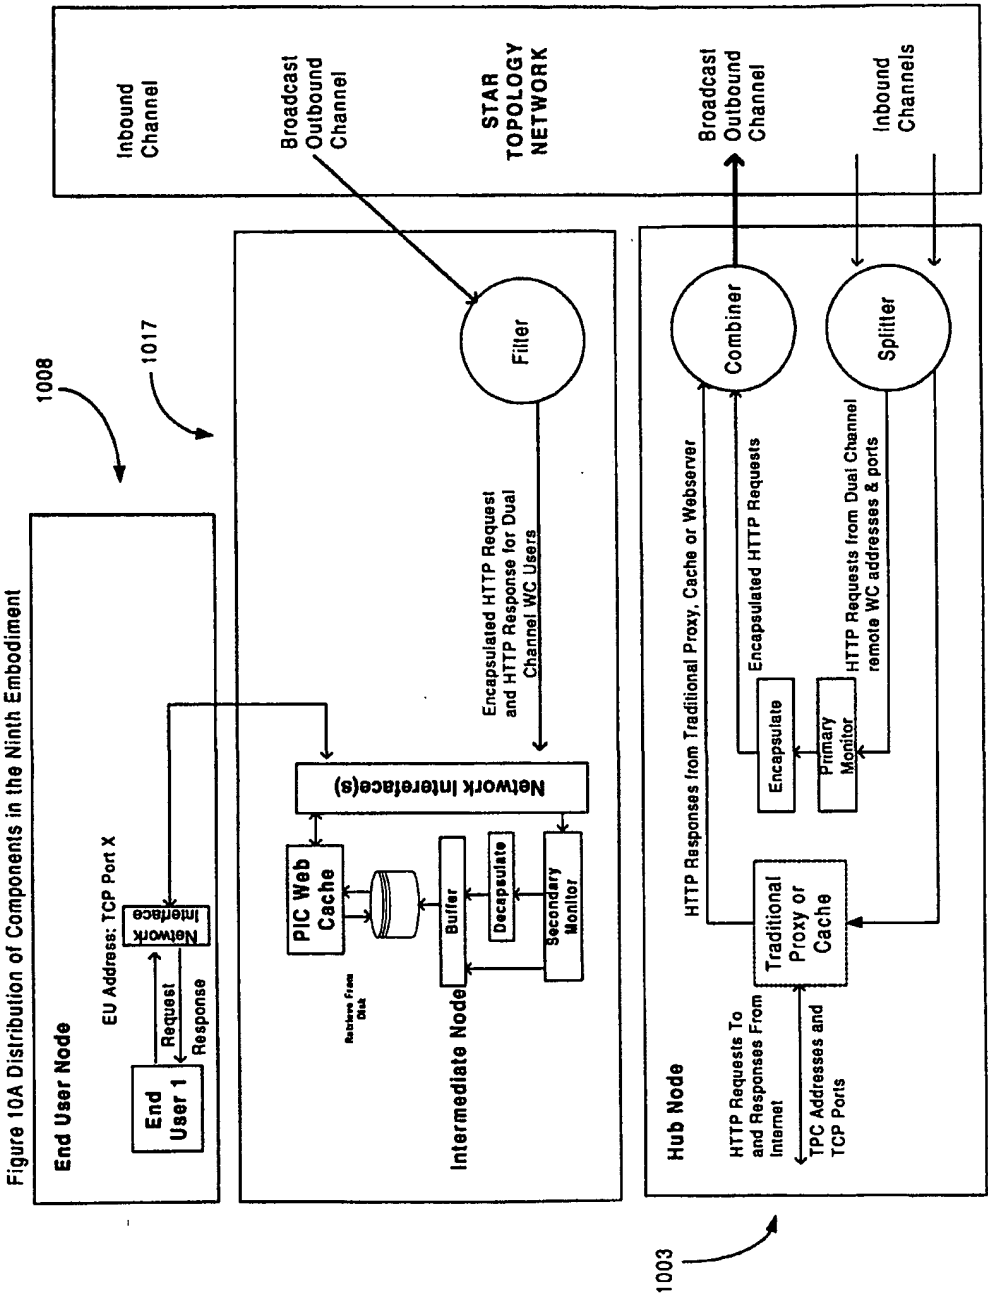 Figure 10A Distribution of Components in the Ninth Embodiment
End User Node
1008
1017
EU Address; TCP Port X
End
User 1
Request
Response
Network
Interface
Inbound
Channel
Broadcast
Outbound
Channel
STAR
TOPOLOGY
NETWORK
Broadcast
Outbound
Channel
Inbound
Channels
Intermediate Node
Retrieve From
Disk
PIC Web
Cache
Buffer
Decapsulate
Secondary
Monitor
Network Intereface(s)
Encapsulated HTTP Request
and HTTP Response for Dual
Channel WC Users
Filter
Hub Node
1003
HTTP Requests To
and Responses From
Internet
TPC Addresses and
TCP Ports
Traditional
Proxy or
Cache
HTTP Responses from Traditional Proxy, Cache or Webserver
Encapsulate
Primary
Monitor
Encapsulated HTTP Requests
HTTP Requests from Dual Channel
remote WC addresses & ports
Combiner
Splitter